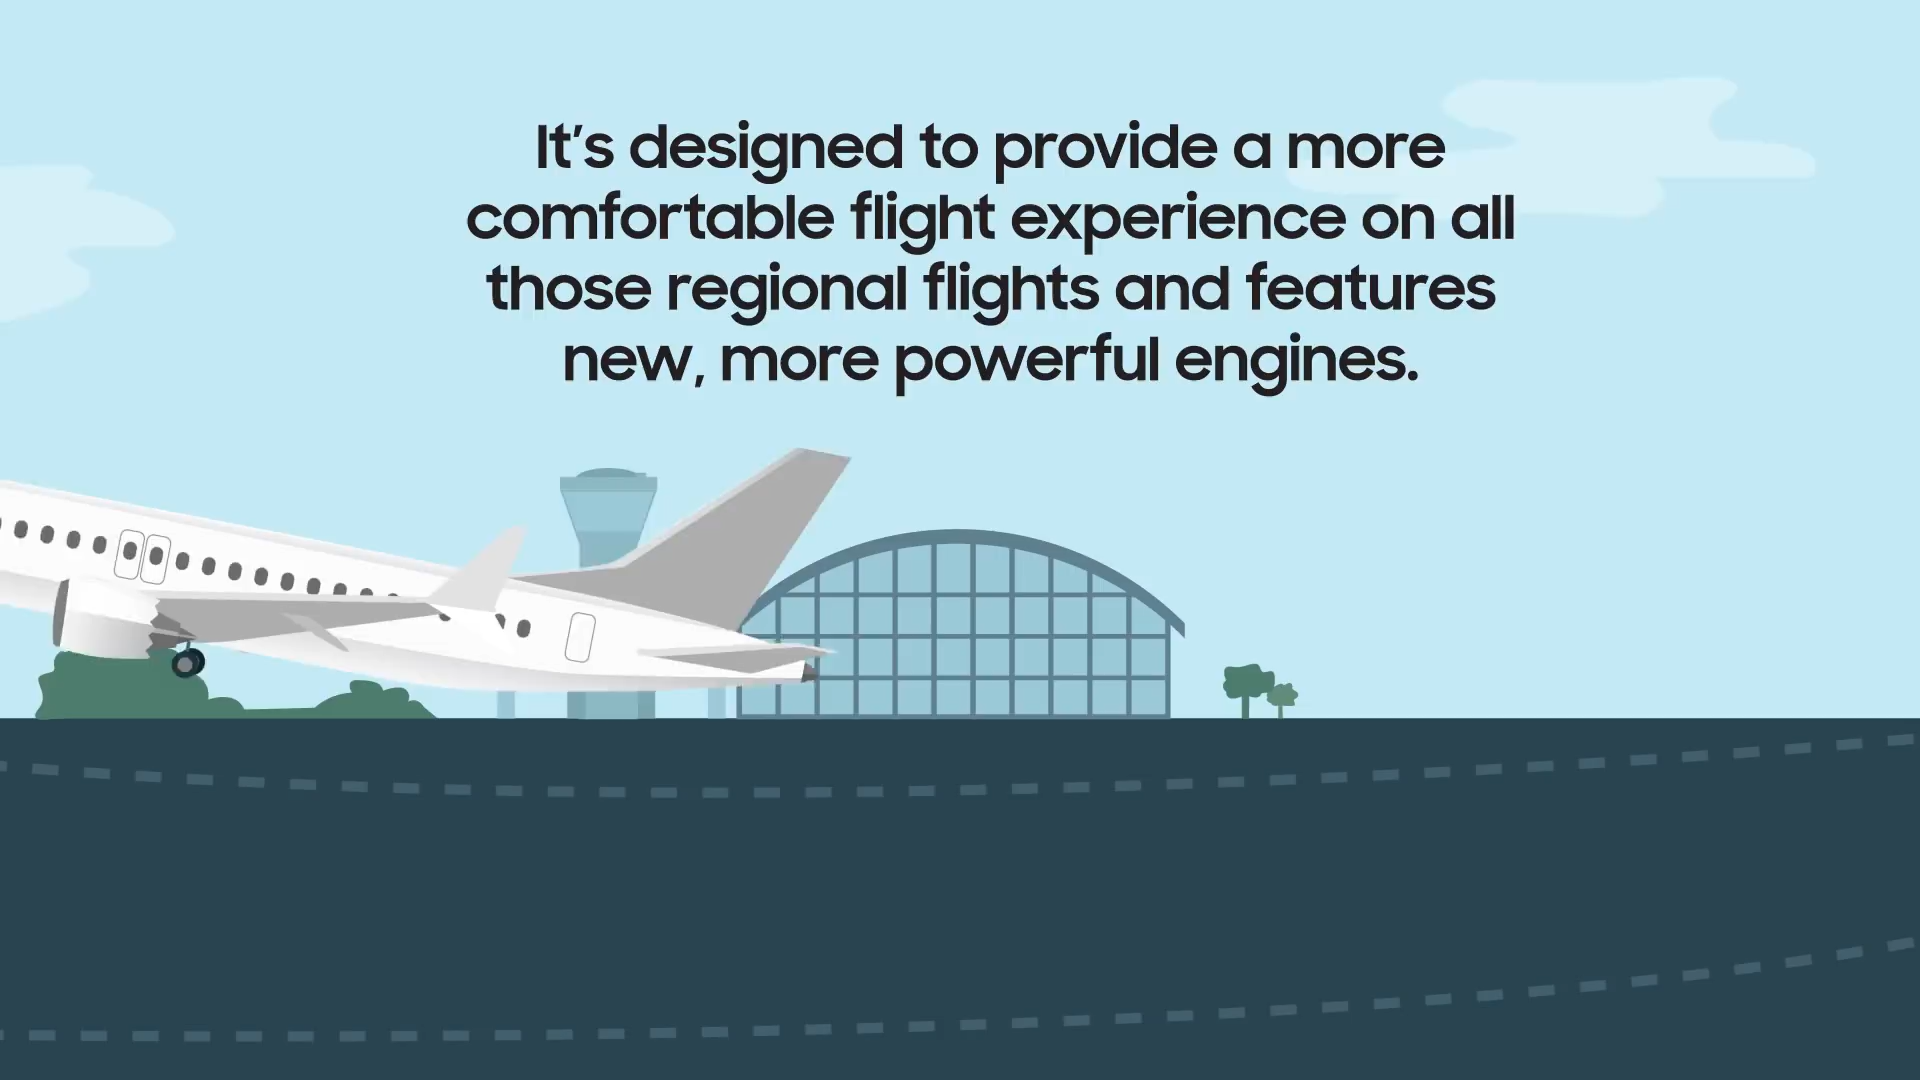 It’s designed to provide a more
comfortable flight experience on all
those regional flights and features
new, more powerful engines.